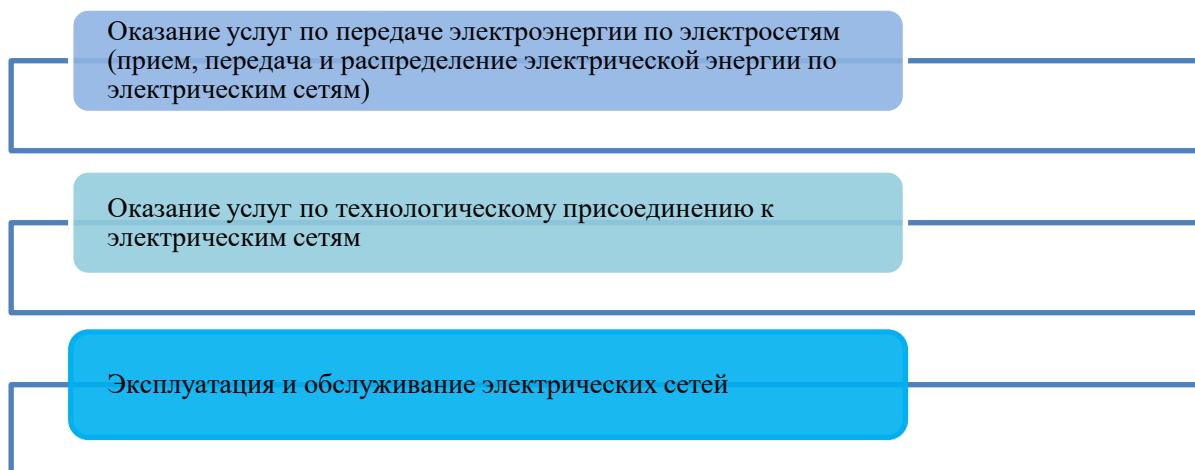 Оказание услуг по передаче электроэнергии по электросетям
(прием, передача и распределение электрической энергии по
электрическим сетям)
Оказание услуг по технологическому присоединению к
электрическим сетям
Эксплуатация и обслуживание электрических сетей